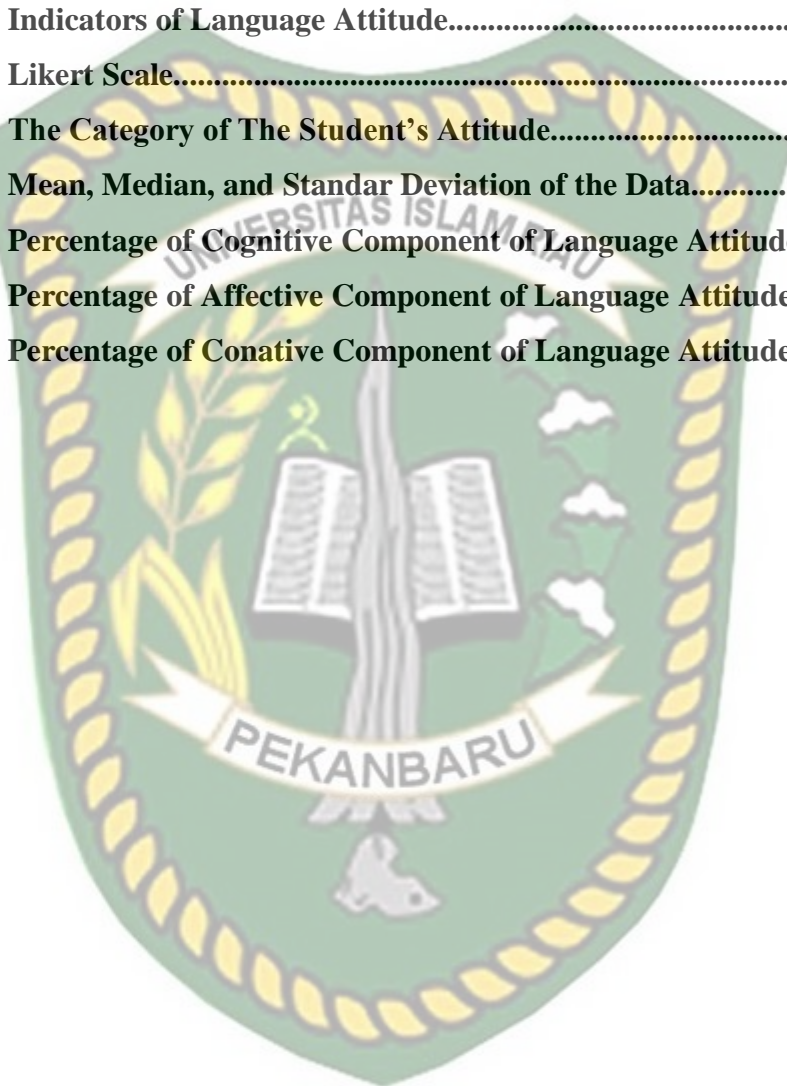 Indicators of Language Attitude.......................................
Likert Scale.............................................................................
The Category of The Student’s Attitude..............................
Mean, Median, and Standar Deviation of the Data............
UNIVERSITAS ISLAM RIAU
Percentage of Cognitive Component of Language Attitude
Percentage of Affective Component of Language Attitude
Percentage of Conative Component of Language Attitude
PEKANBARU